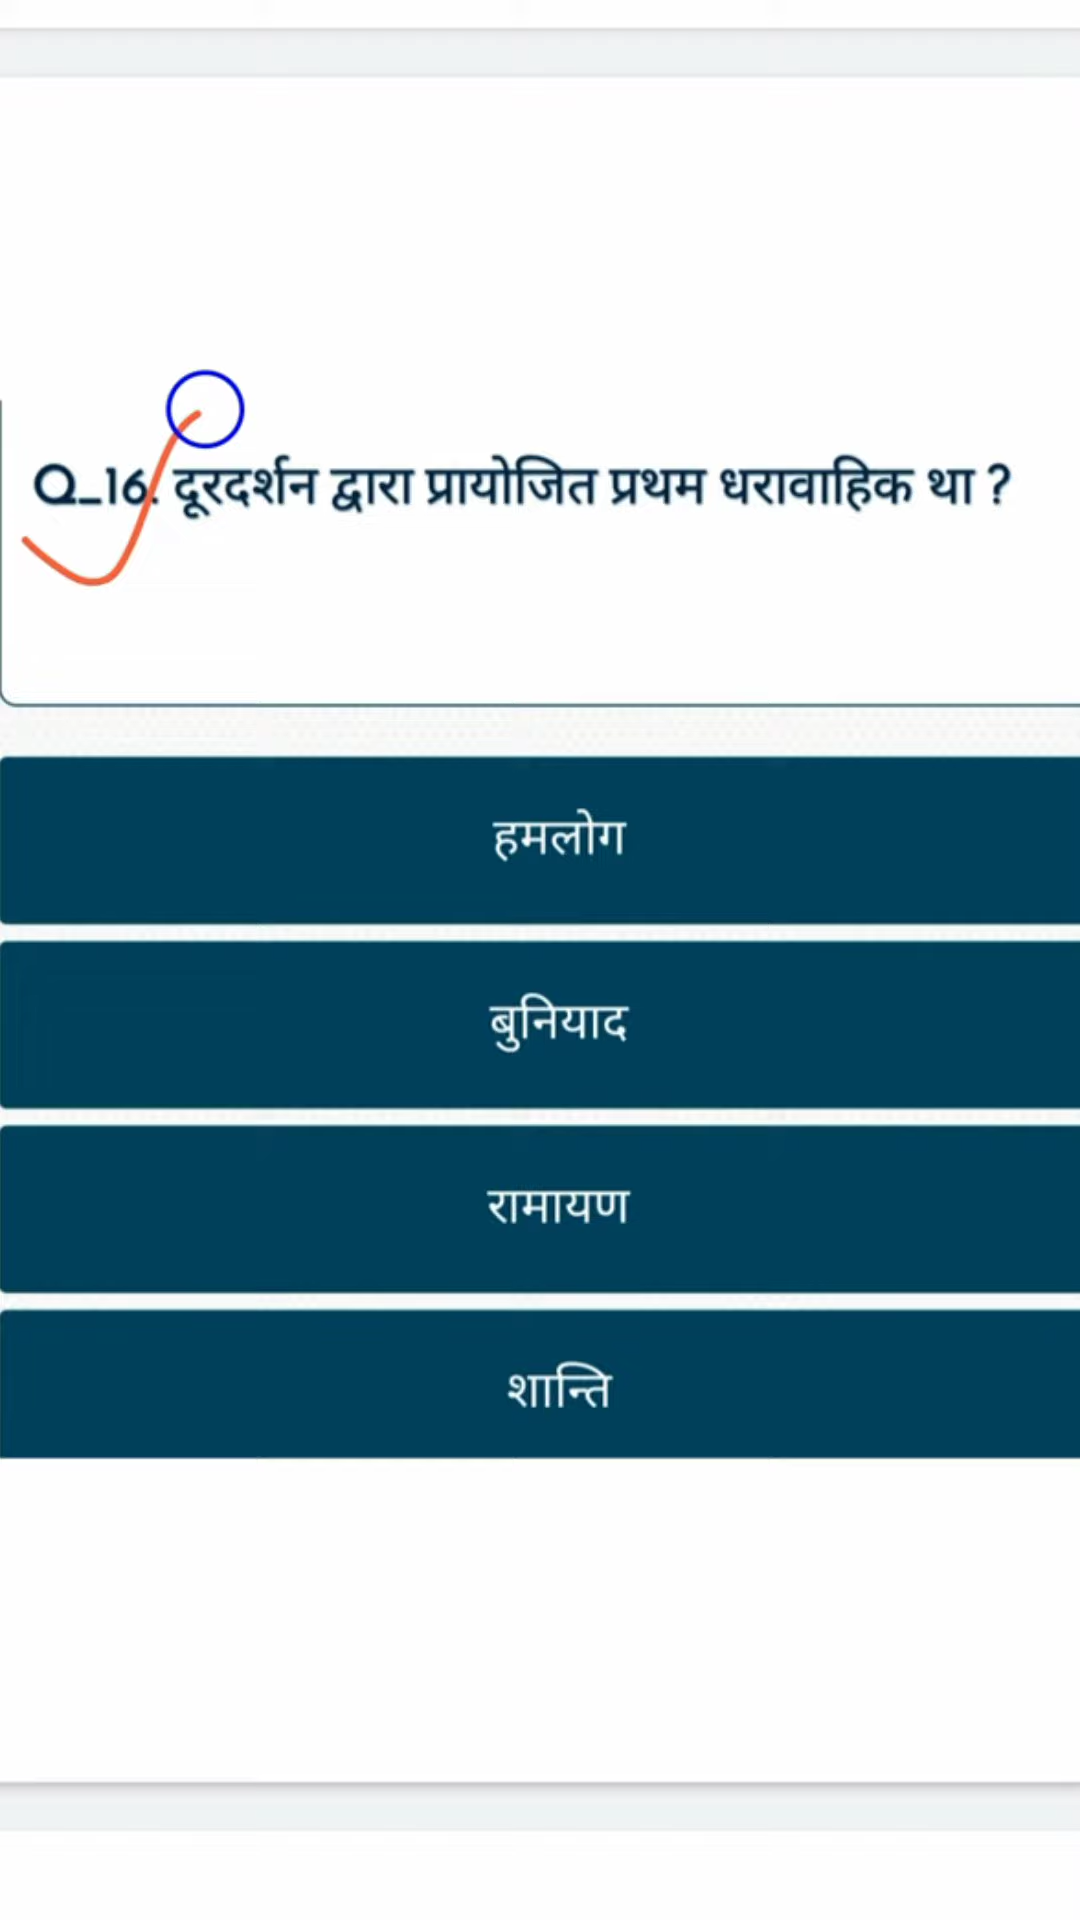 Q_16. दूरदर्शन द्वारा प्रायोजित प्रथम धरावाहिक था ?
हमलोग
बुनियाद
रामायण
शान्ति